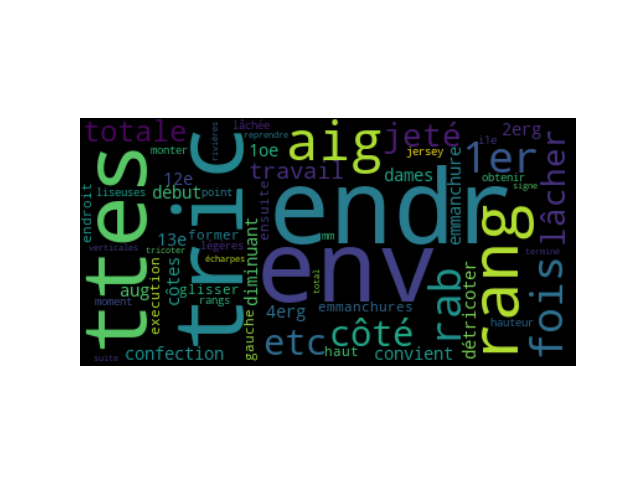 totale
rivières
lâchée
reprendre
aig
jeté
2erg
i1e
ttes
monter
tric
1oe
jersey
1er
lâcher
travail
12e
liseuses
début
point
ensuite
endr
dames
emmanchure
obtenir
signe
endroit
13e
former
verticales
tricoter
légères
écharpes
mm
env
rang
terminé
aug
execution
côtes
glisser
rangs
diminuant
total
rab
détricoter
fois
moment
4erg
emmanchures
hauteur
etc
côté
suite
confection
gauche
haut
convient